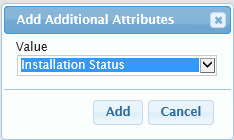 Add Additional Attributes
Value
Installation Status
Add Cancel